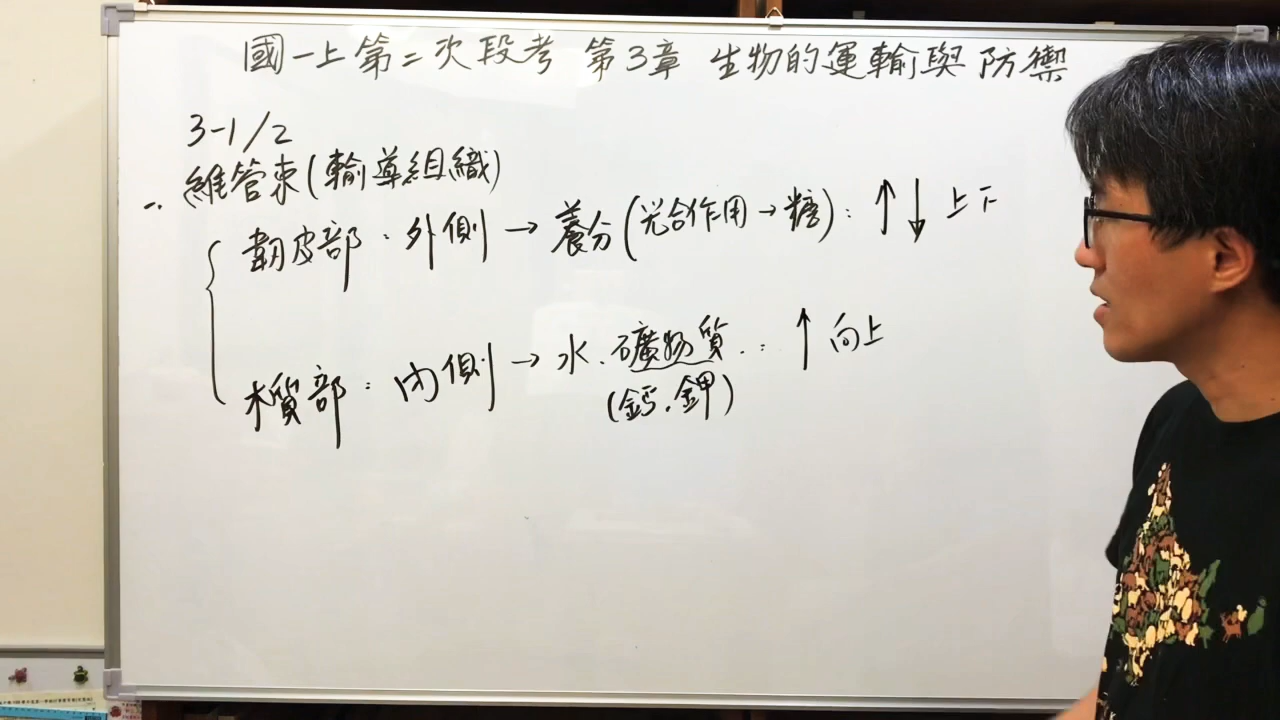 國一上第二次段考 第3章 生物的運輸與防禦
3-1/2
一. 維管束(輸導組織)
韌皮部：外側→養分(光合作用→糖)：↑↓上下
木質部：內側→水.礦物質.：↑向上
(鈣.鉀)